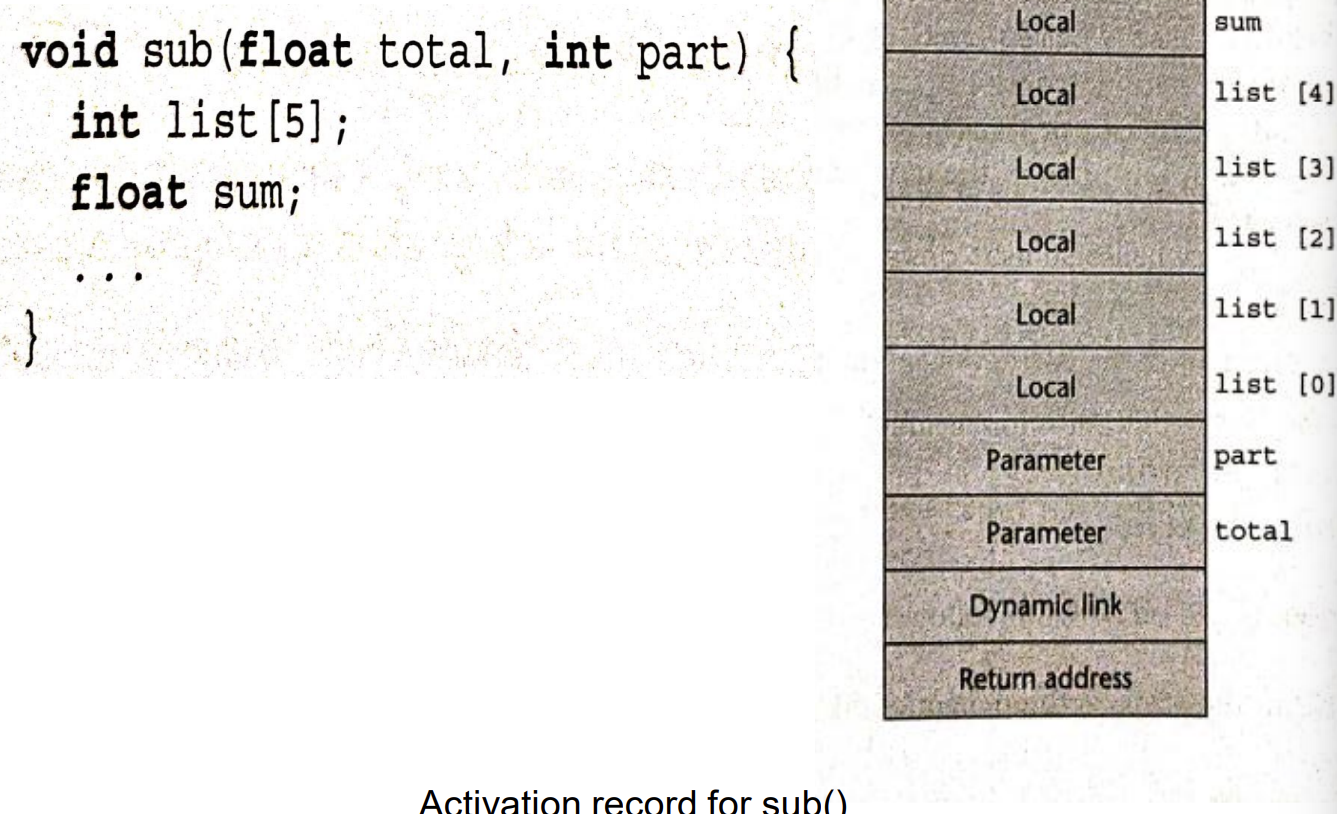 void sub(float total, int part) {
int list[5];
float sum;
...
}
Local sum
Local list [4]
Local list [3]
Local list [2]
Local list [1]
Local list [0]
Parameter part
Parameter total
Dynamic link
Return address
Activation record for sub()